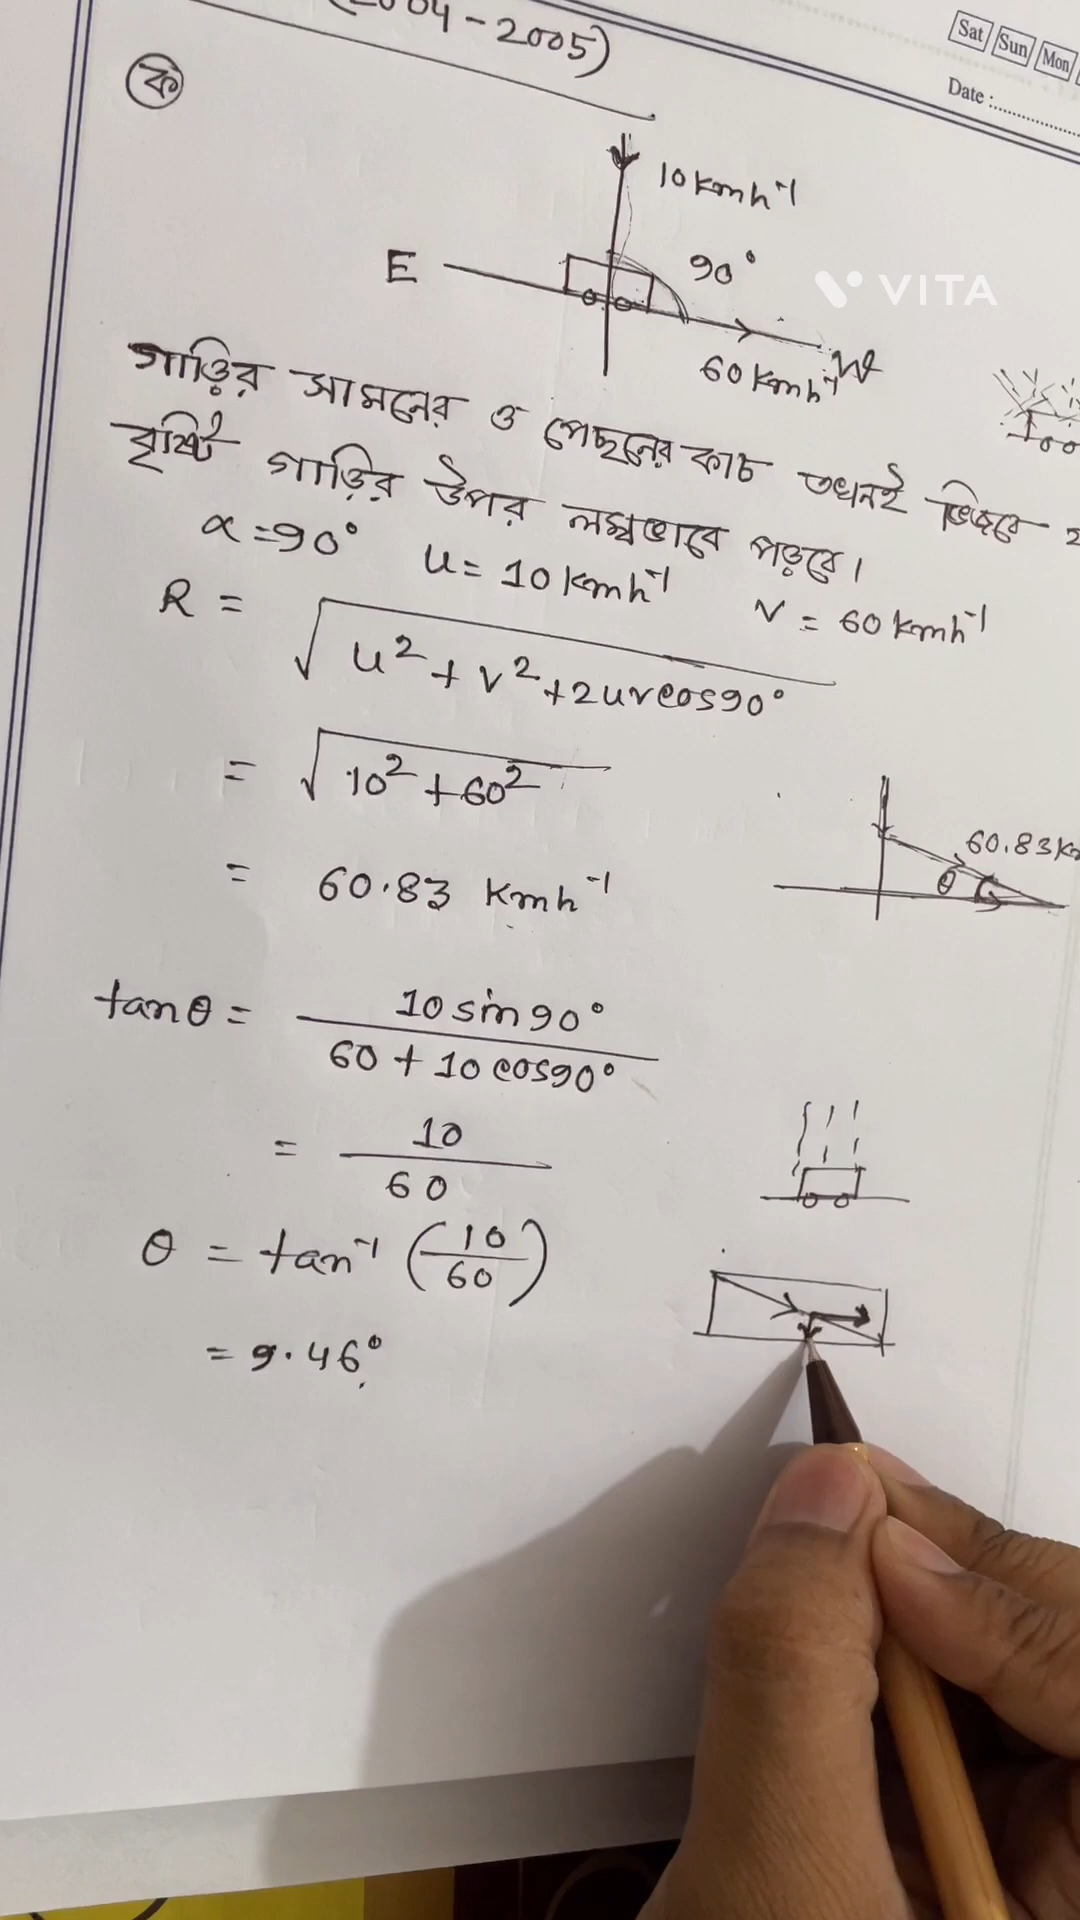 2004-2005)
Sat Sun Mon
Date :
ক
10 kmh⁻¹
90°
E
VITA
W
60 kmh⁻¹
গাড়ির সামনের ও পেছনের কাচ তখনই ভিজবে
বৃষ্টি গাড়ির উপর লম্বভাবে পড়বে।
α = 90° u = 10 kmh⁻¹ v = 60 kmh⁻¹
R = √u² + v² + 2uvcos90°
= √10² + 60²
= 60.83 kmh⁻¹
60.83 K
θ
tanθ = 10 sin90° / 60 + 10 cos90°
= 10 / 60
θ = tan⁻¹ (10/60)
= 9.46°